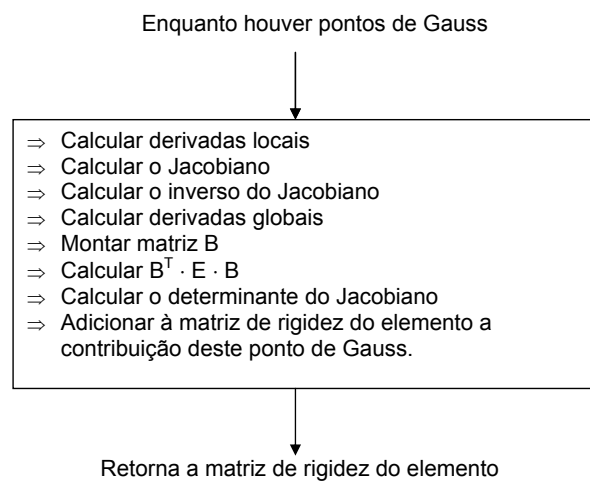 Enquanto houver pontos de Gauss
⇒ Calcular derivadas locais
⇒ Calcular o Jacobiano
⇒ Calcular o inverso do Jacobiano
⇒ Calcular derivadas globais
⇒ Montar matriz B
⇒ Calcular Bᵀ · E · B
⇒ Calcular o determinante do Jacobiano
⇒ Adicionar à matriz de rigidez do elemento a
contribuição deste ponto de Gauss.
Retorna a matriz de rigidez do elemento